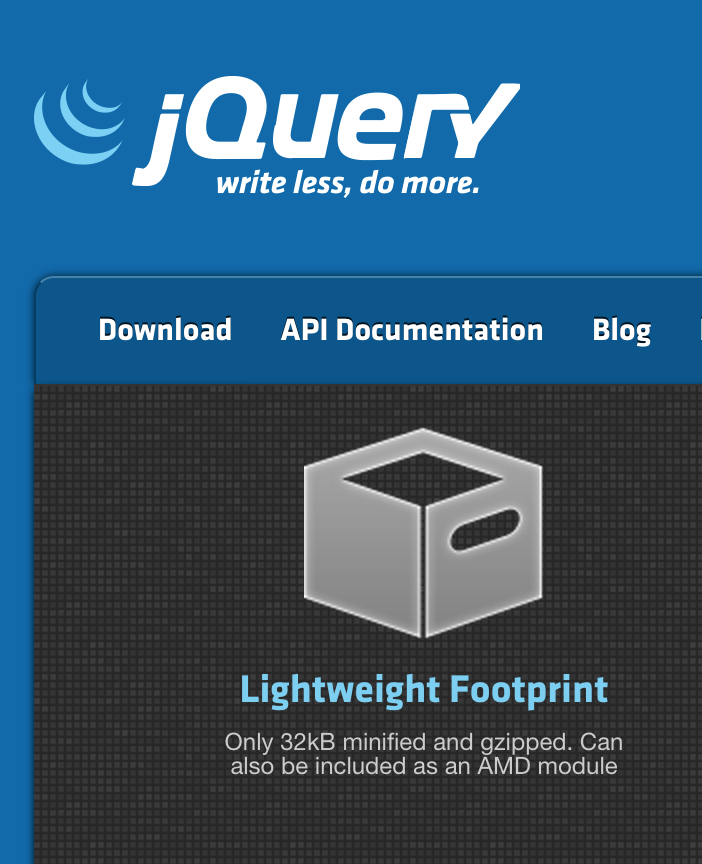 jQuery
write less, do more.
Download API Documentation Blog
Lightweight Footprint
Only 32kB minified and gzipped. Can
also be included as an AMD module